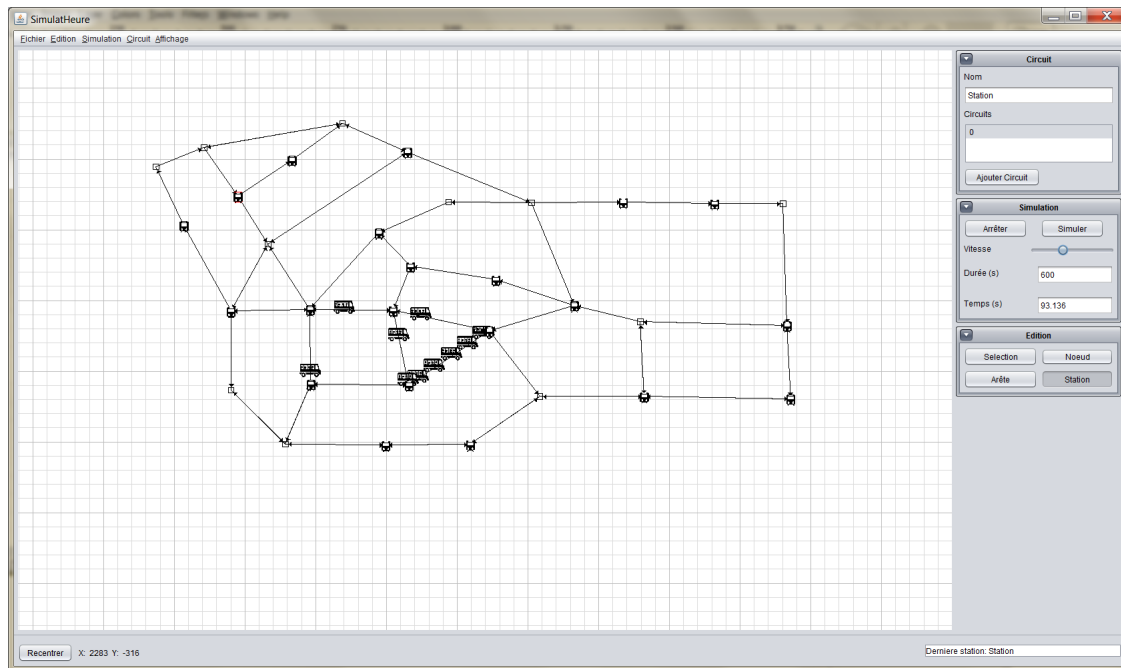 SimulatHeure
Fichier Edition Simulation Circuit Affichage
Circuit
Nom
Station
Circuits
0
Ajouter Circuit
Simulation
Arrêter Simuler
Vitesse
Durée (s) 600
Temps (s) 93.136
Edition
Selection Noeud
Arête Station
Recentrer X: 2283 Y: -316
Derniere station: Station